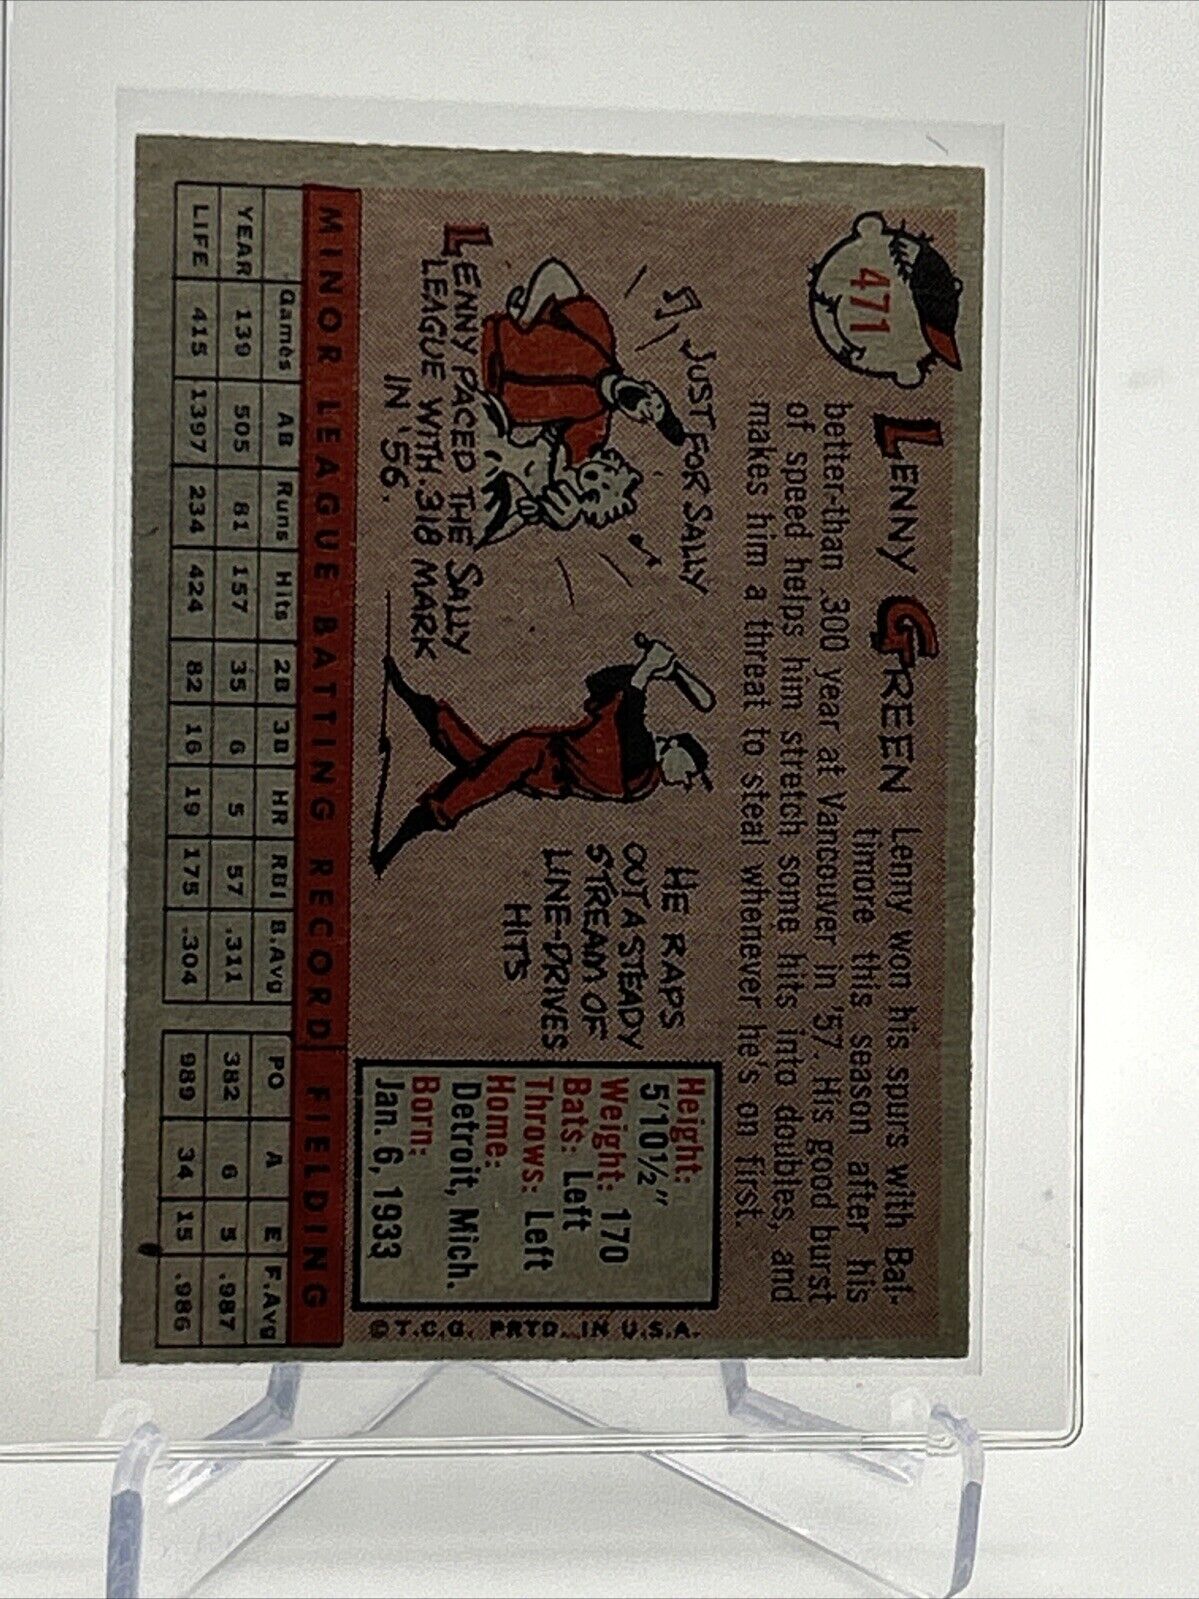 471
LENNY GREEN
Lenny won his spurs with Bal-
timore this season after his
better-than .300 year at Vancouver in '57. His good burst
of speed helps him stretch some hits into doubles, and
makes him a threat to steal whenever he's on first.
JUST FOR SALLY
LENNY PACED THE SALLY
LEAGUE WITH .318 MARK
IN '56.
HE RAPS
OUT A STEADY
STREAM OF
LINE-DRIVES
HITS
Height:
5'10½"
Weight: 170
Bats: Left
Throws: Left
Home:
Detroit, Mich.
Born:
Jan. 6, 1933
© T.C.G. PRTD. IN U.S.A.
MINOR LEAGUE BATTING RECORD FIELDING
Games AB Runs Hits 2B 3B HR RBI B.Avg PO A E F.Avg
YEAR 139 505 81 157 35 6 5 57 .311 382 6 5 .987
LIFE 415 1397 234 424 82 16 19 175 .304 989 34 15 .986